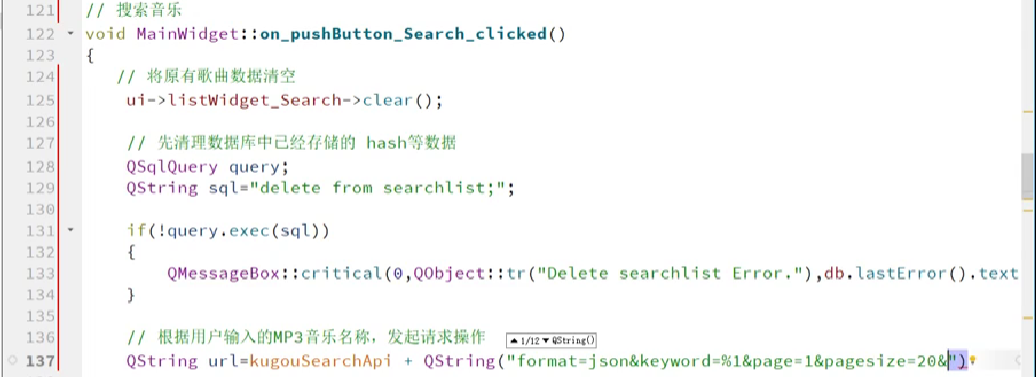 121 // 搜索音乐
122 void MainWidget::on_pushButton_Search_clicked()
123 {
124 // 将原有歌曲数据清空
125 ui->listWidget_Search->clear();
126
127 // 先清理数据库中已经存储的 hash等数据
128 QSqlQuery query;
129 QString sql="delete from searchlist;";
130
131 if(!query.exec(sql))
132 {
133 QMessageBox::critical(0,QObject::tr("Delete searchlist Error."),db.lastError().text
134 }
135
136 // 根据用户输入的MP3音乐名称，发起请求操作 ▲ 1/12 ▼ QString()
137 QString url=kugouSearchApi + QString("format=json&keyword=%1&page=1&pagesize=20&")